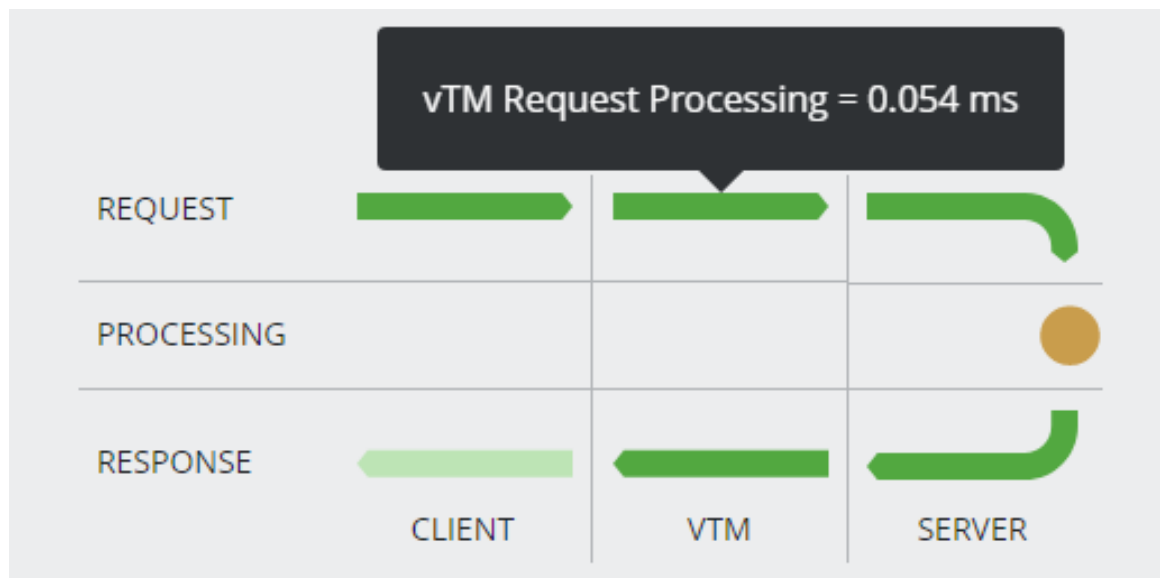 vTM Request Processing = 0.054 ms
REQUEST
PROCESSING
RESPONSE
CLIENT VTM SERVER